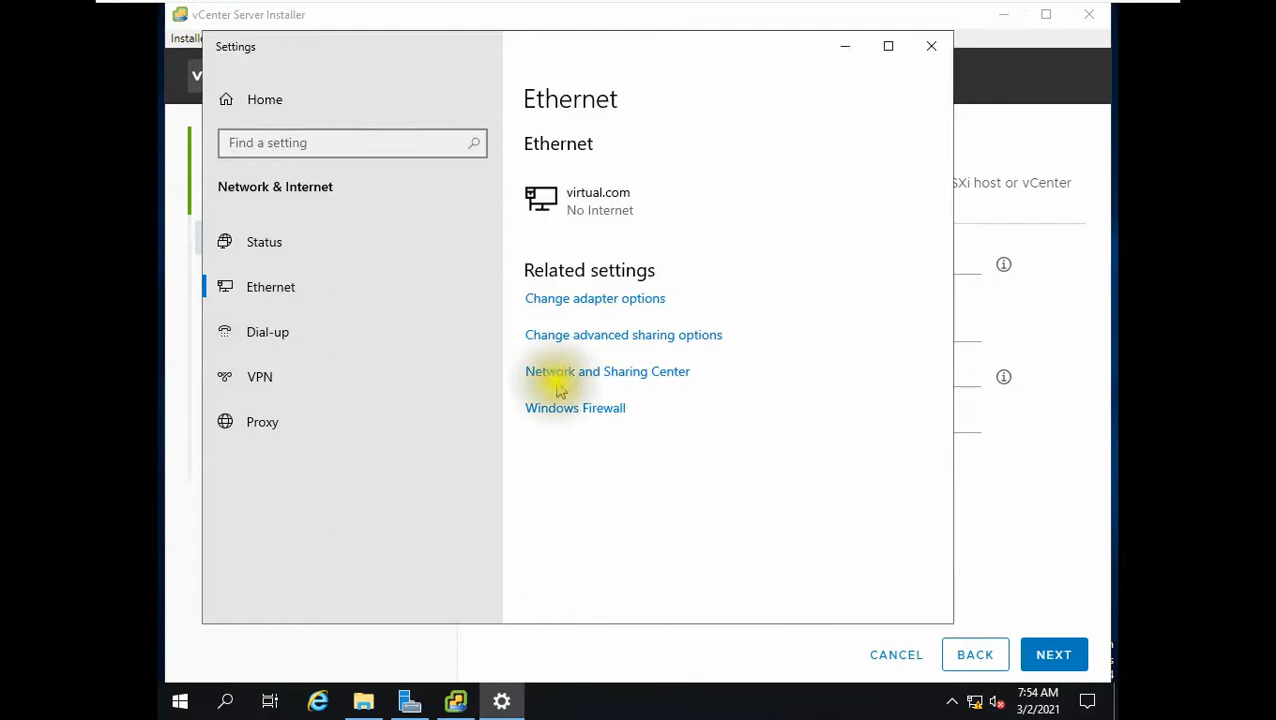 vCenter Server Installer
Installe
Settings
v
Home
Ethernet
Find a setting
Ethernet
Network & Internet
SXi host or vCenter
virtual.com
No Internet
Status
Related settings
Ethernet
Change adapter options
Dial-up
Change advanced sharing options
VPN
Network and Sharing Center
Proxy
Windows Firewall
CANCEL
BACK
NEXT
7:54 AM
3/2/2021